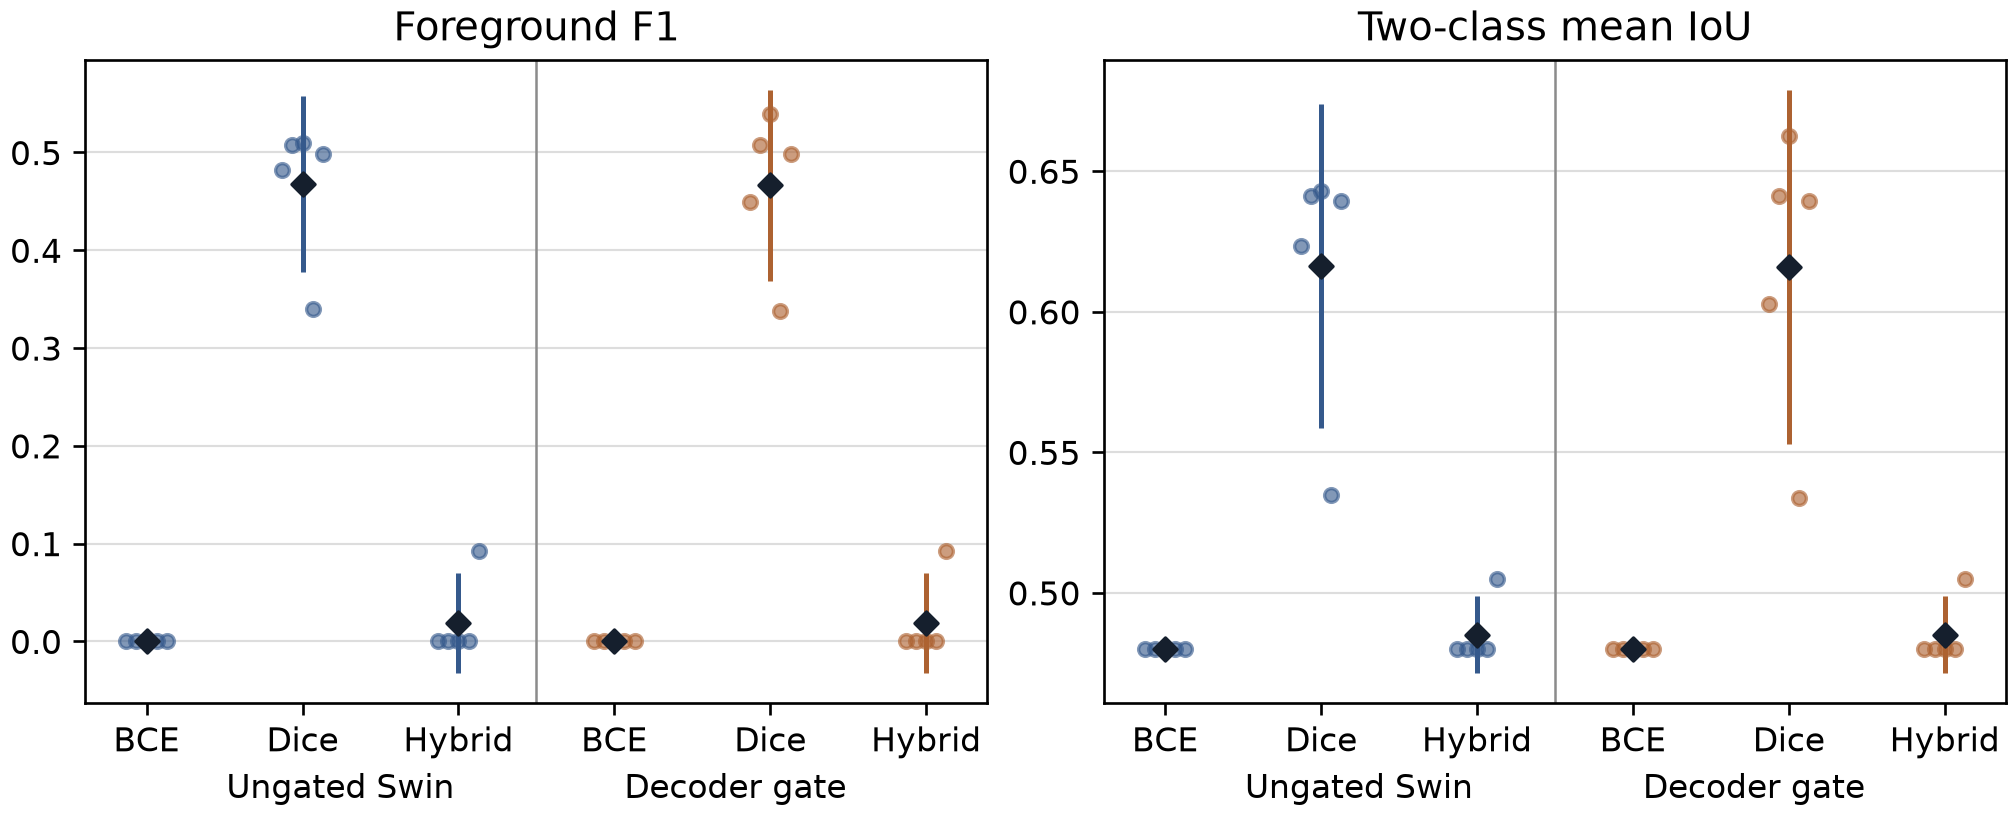 Foreground F1
0.5
0.4
0.3
0.2
0.1
0.0
BCE Dice Hybrid BCE Dice Hybrid
Ungated Swin Decoder gate
Two-class mean IoU
0.65
0.60
0.55
0.50
BCE Dice Hybrid BCE Dice Hybrid
Ungated Swin Decoder gate